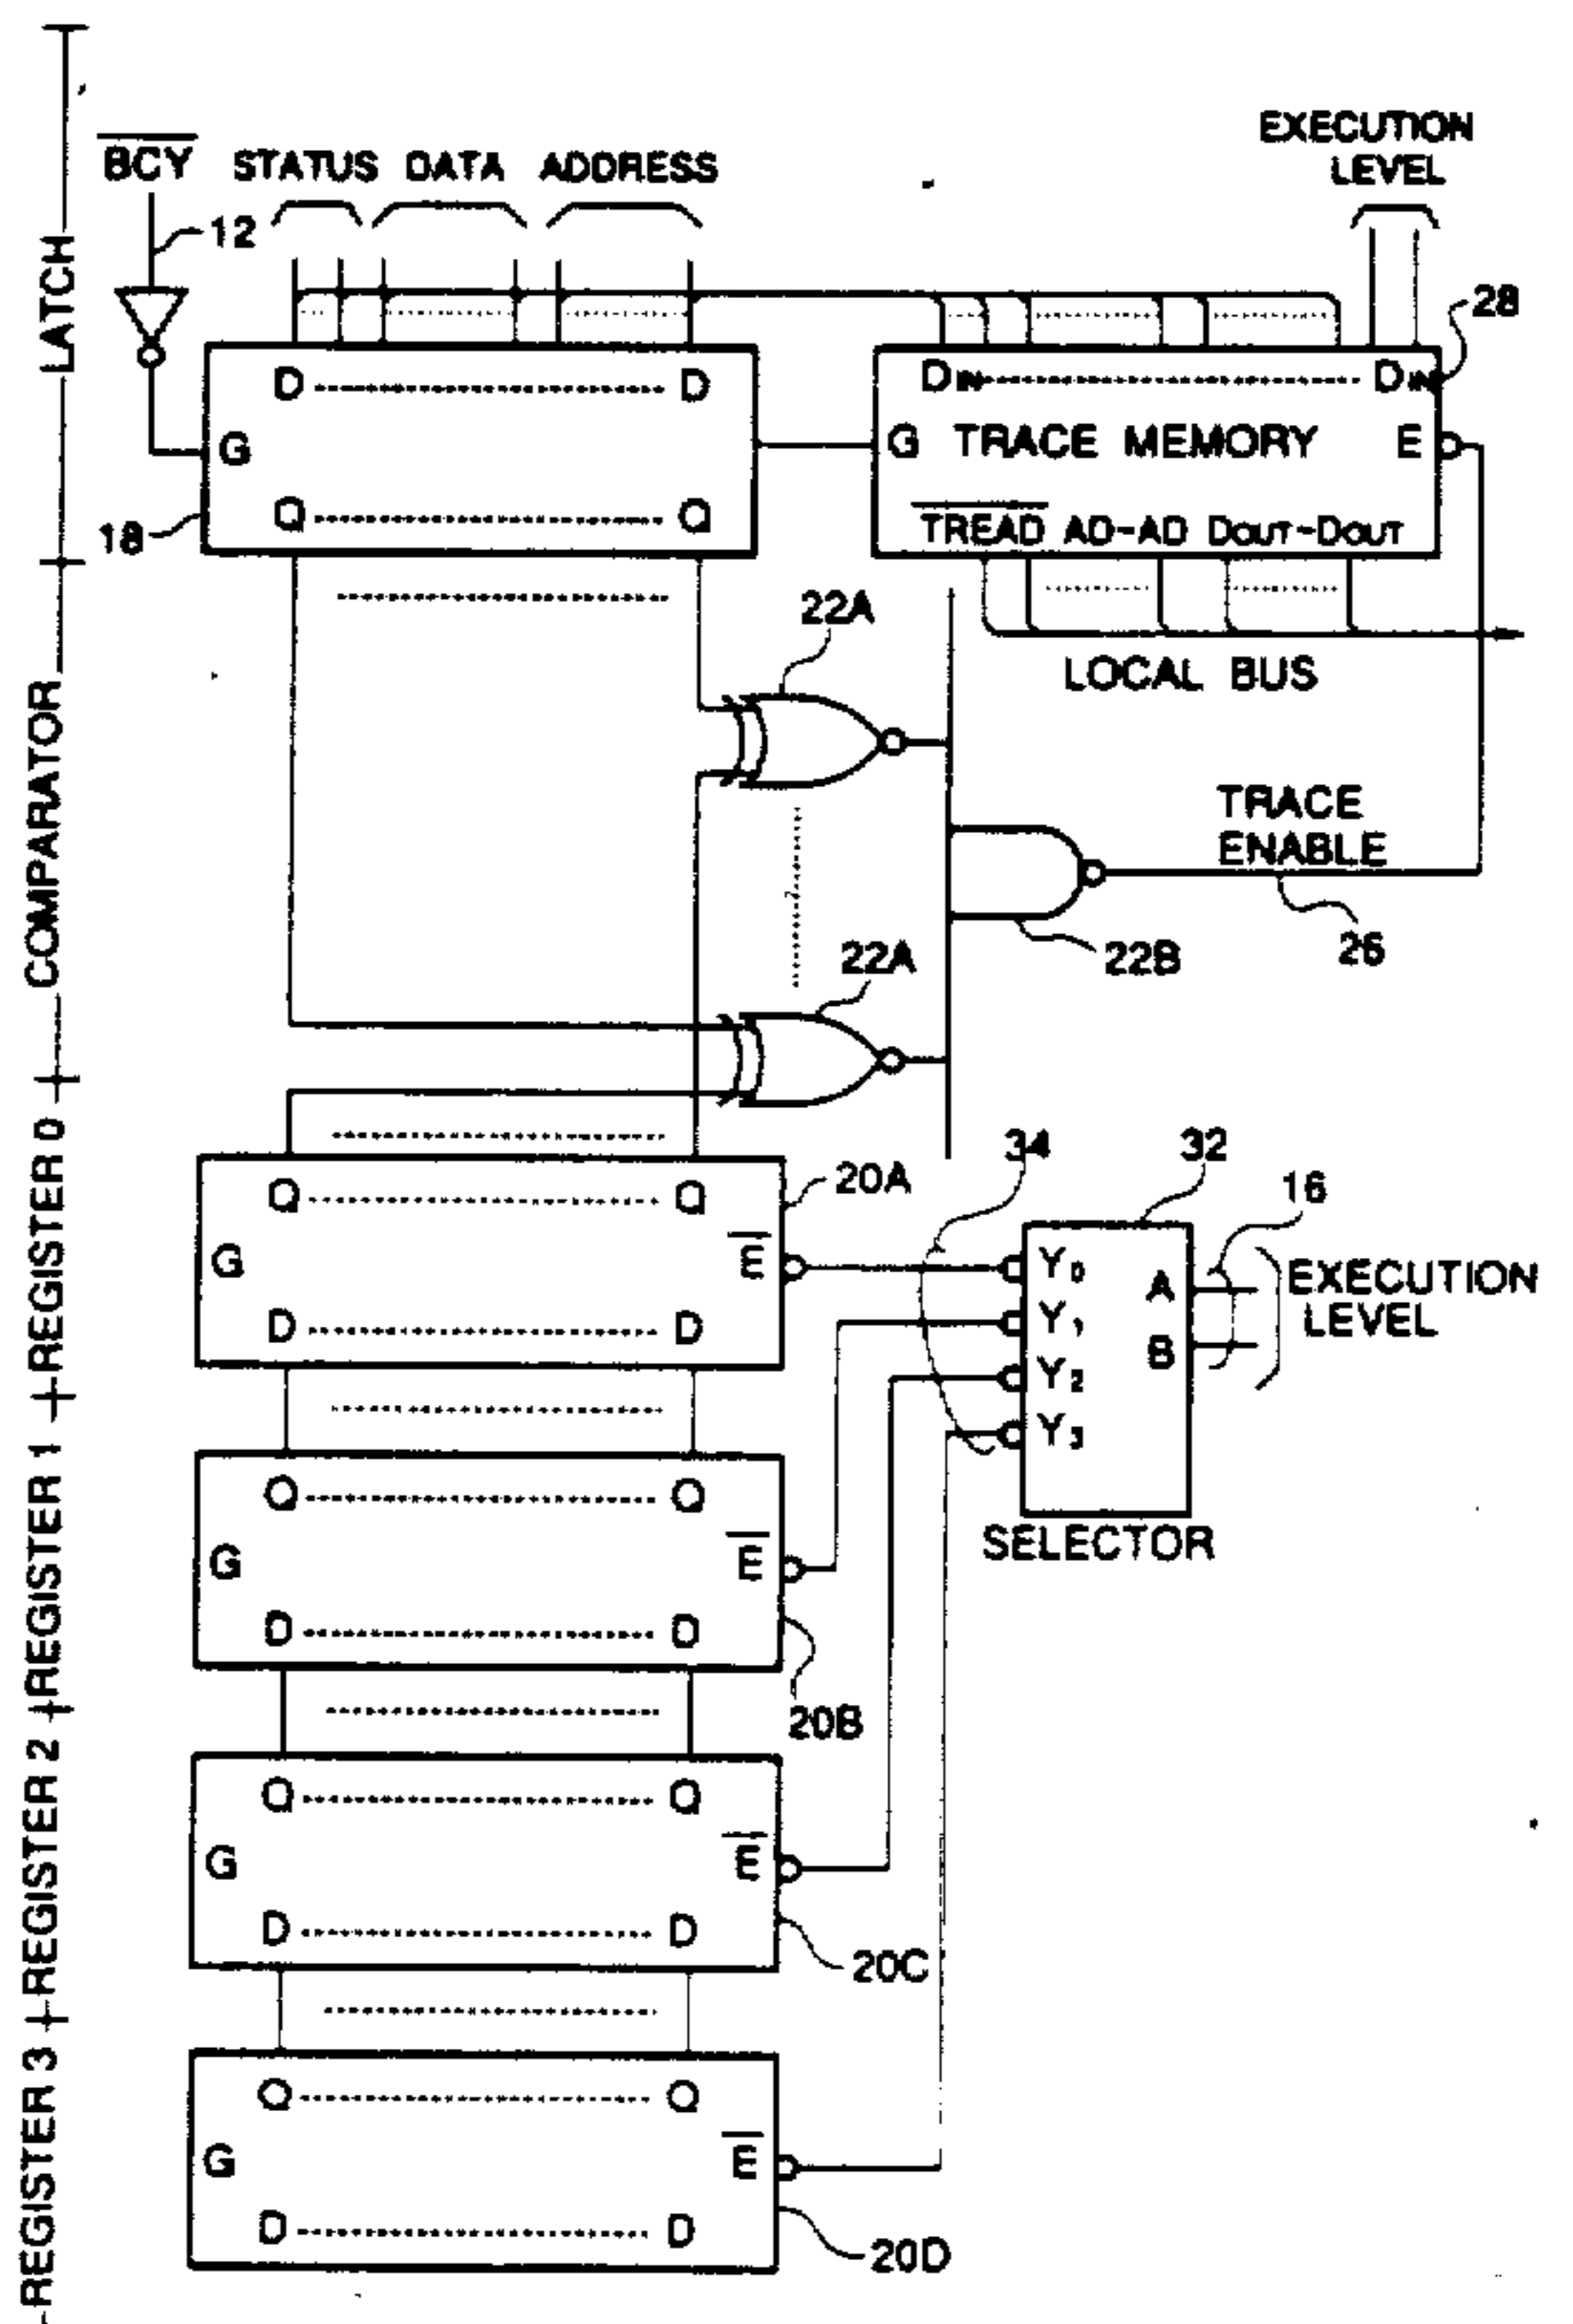 BCY STATUS DATA ADDRESS
EXECUTION
LEVEL
12
28
D D
DIN DIN
G
G TRACE MEMORY E
Q Q
TREAD AD-AD DOUT-DOUT
18
LATCH
22A
LOCAL BUS
COMPARATOR
TRACE
ENABLE
22A
22B
26
34
32
16
20A
Q Q
G E
D D
REGISTER 0
Y0
Y1
Y2
Y3
A
B
EXECUTION
LEVEL
SELECTOR
Q Q
G E
D D
20B
REGISTER 1
Q Q
G E
D D
20C
REGISTER 2
Q Q
G E
D D
20D
REGISTER 3